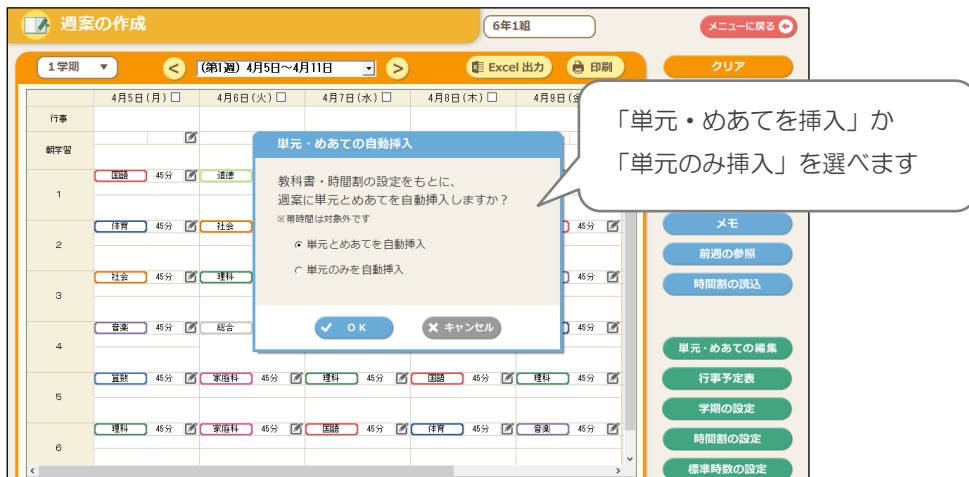 週案の作成
6年1組
メニューに戻る
1学期 ▼
<
(第1週) 4月5日～4月11日
>
Excel 出力
印刷
クリア
4月5日(月) 4月6日(火) 4月7日(水) 4月8日(木) 4月9日(金
行事
朝学習
1 国語 45分 道徳
2 体育 45分 社会 45分
3 社会 45分 理科 45分
4 音楽 45分 総合 45分
5 算数 45分 家庭科 45分 理科 45分 国語 45分 理科 45分
6 理科 45分 家庭科 45分 国語 45分 体育 45分 音楽 45分
単元・めあての自動挿入
教科書・時間割の設定をもとに、
週案に単元とめあてを自動挿入しますか？
※帯時間は対象外です
単元とめあてを自動挿入
単元のみを自動挿入
OK
キャンセル
「単元・めあてを挿入」か
「単元のみ挿入」を選べます
メモ
前週の参照
時間割の読込
単元・めあての編集
行事予定表
学期の設定
時間割の設定
標準時数の設定